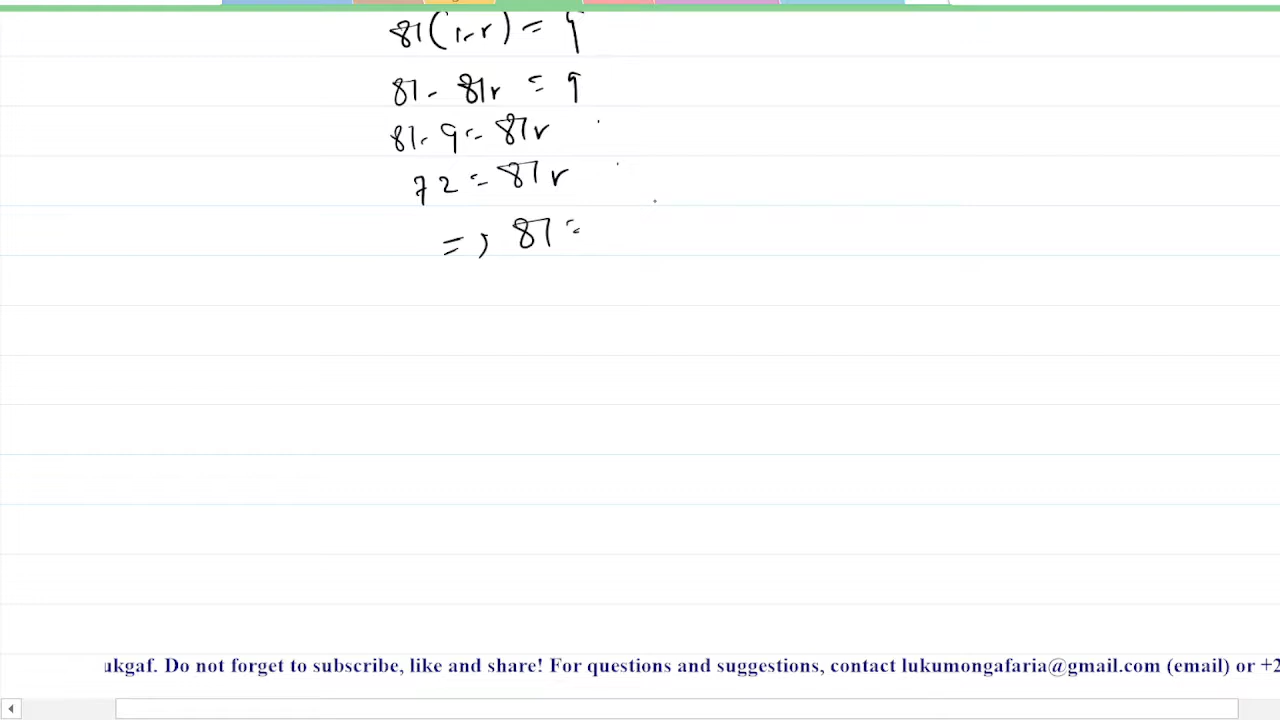 81(1-r) = 9
81 - 81r = 9
81 - 9 = 81r
72 = 81r
=> 81 =
ukgaf. Do not forget to subscribe, like and share! For questions and suggestions, contact lukumongafaria@gmail.com (email) or +2